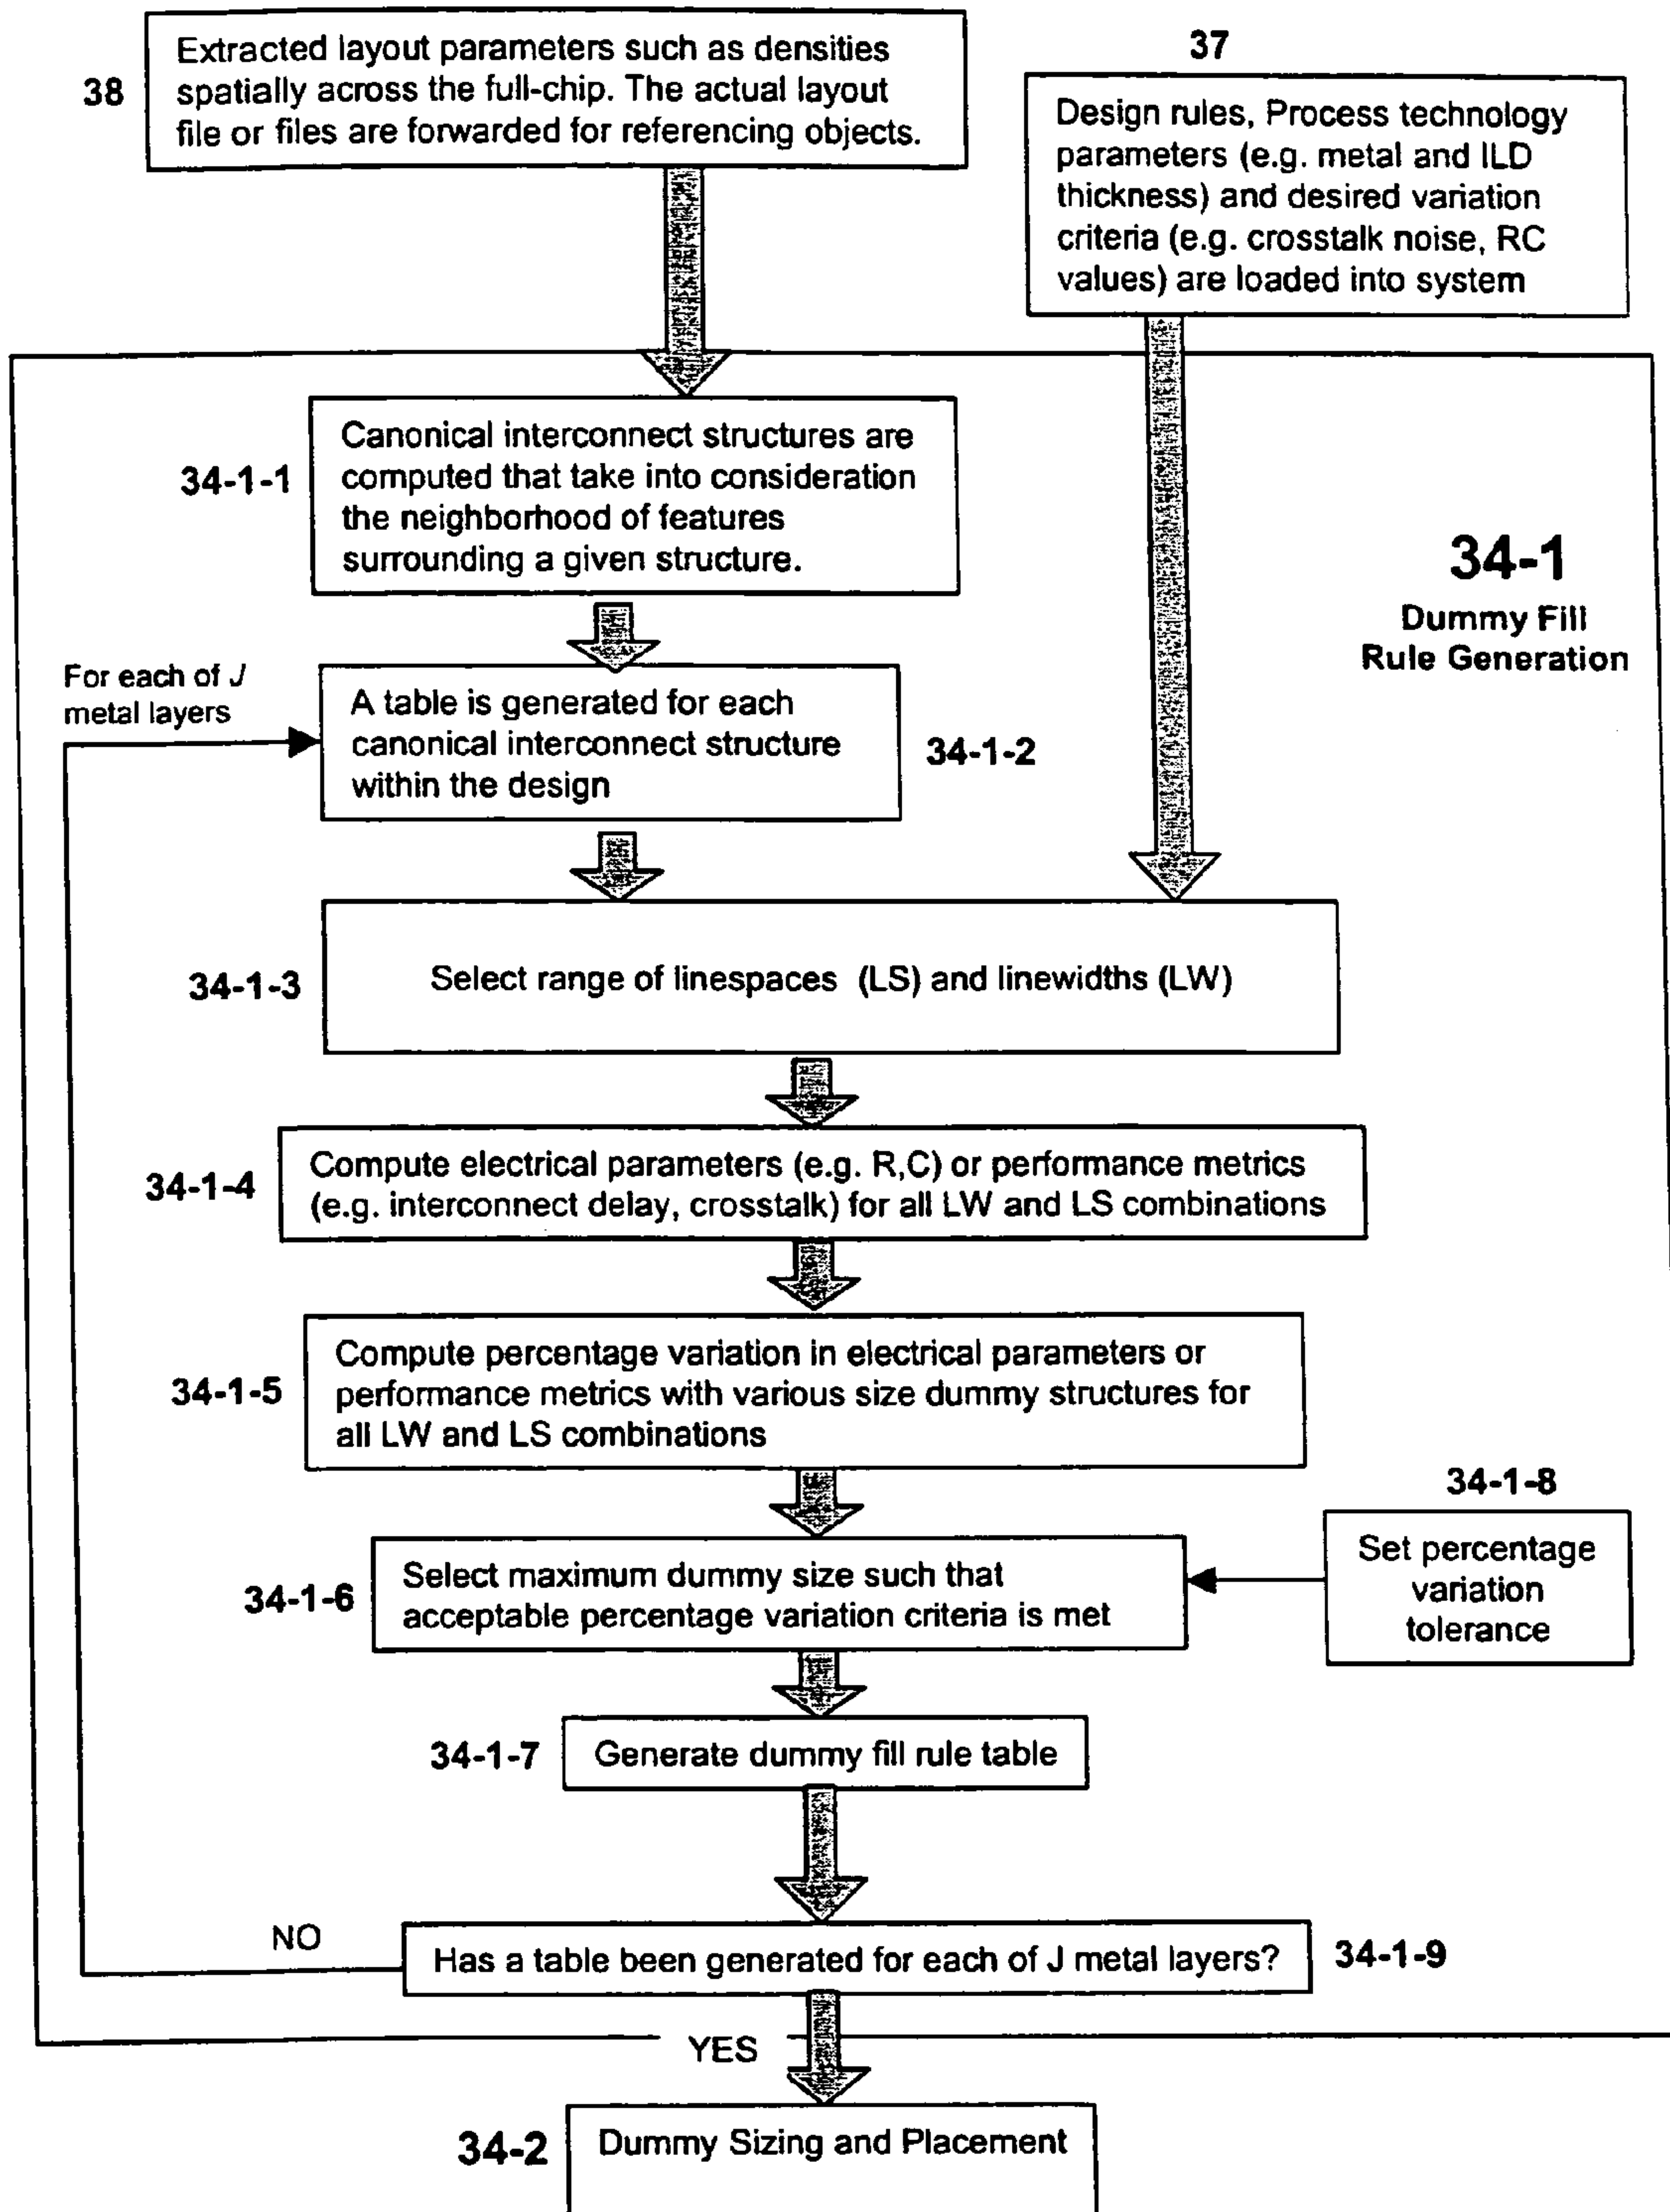 38
Extracted layout parameters such as densities
spatially across the full-chip. The actual layout
file or files are forwarded for referencing objects.
37
Design rules, Process technology
parameters (e.g. metal and ILD
thickness) and desired variation
criteria (e.g. crosstalk noise, RC
values) are loaded into system
34-1
Dummy Fill
Rule Generation
34-1-1
Canonical interconnect structures are
computed that take into consideration
the neighborhood of features
surrounding a given structure.
For each of J
metal layers
A table is generated for each
canonical interconnect structure
within the design
34-1-2
34-1-3
Select range of linespaces (LS) and linewidths (LW)
34-1-4
Compute electrical parameters (e.g. R,C) or performance metrics
(e.g. interconnect delay, crosstalk) for all LW and LS combinations
34-1-5
Compute percentage variation in electrical parameters or
performance metrics with various size dummy structures for
all LW and LS combinations
34-1-8
Set percentage
variation
tolerance
34-1-6
Select maximum dummy size such that
acceptable percentage variation criteria is met
34-1-7
Generate dummy fill rule table
NO
Has a table been generated for each of J metal layers?
34-1-9
YES
34-2
Dummy Sizing and Placement